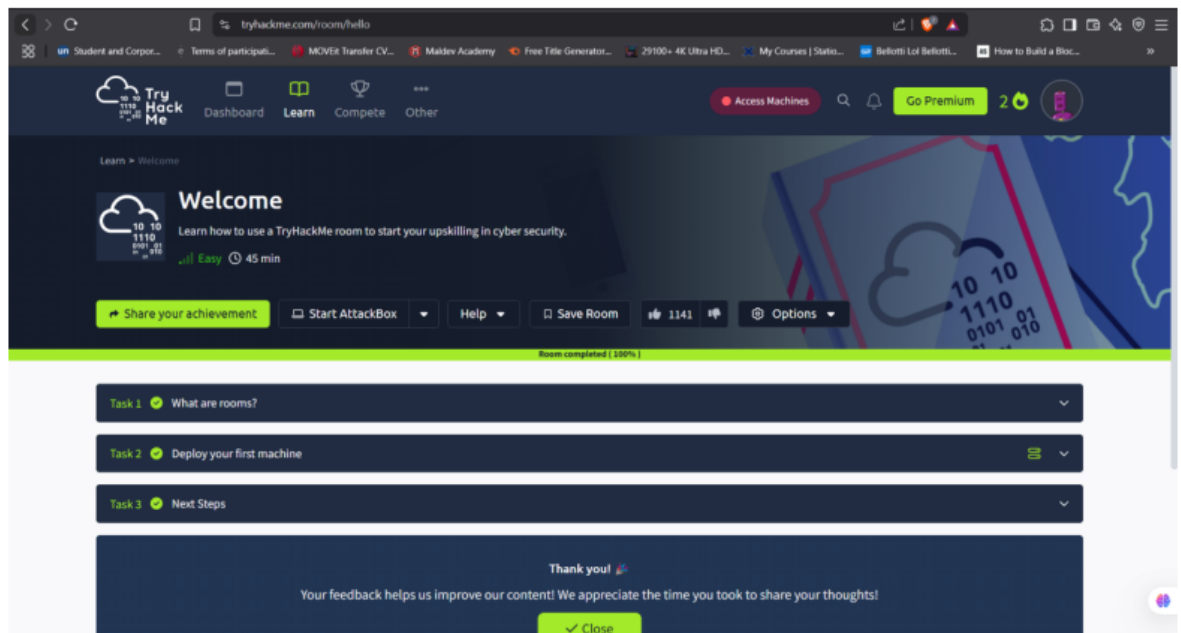 tryhackme.com/room/hello
un Student and Corpor... Terms of participati... MOVEit Transfer CV... Maldev Academy Free Title Generator... 29100+ 4K Ultra HD... My Courses | Statio... Bellotti Lol Bellotti... How to Build a Bloc... »
Try Hack Me
Dashboard Learn Compete Other
Access Machines Go Premium 2
Learn > Welcome
Welcome
Learn how to use a TryHackMe room to start your upskilling in cyber security.
Easy 45 min
Share your achievement Start AttackBox Help Save Room 1141 Options
Room completed ( 100% )
Task 1 What are rooms?
Task 2 Deploy your first machine
Task 3 Next Steps
Thank you!
Your feedback helps us improve our content! We appreciate the time you took to share your thoughts!
Close